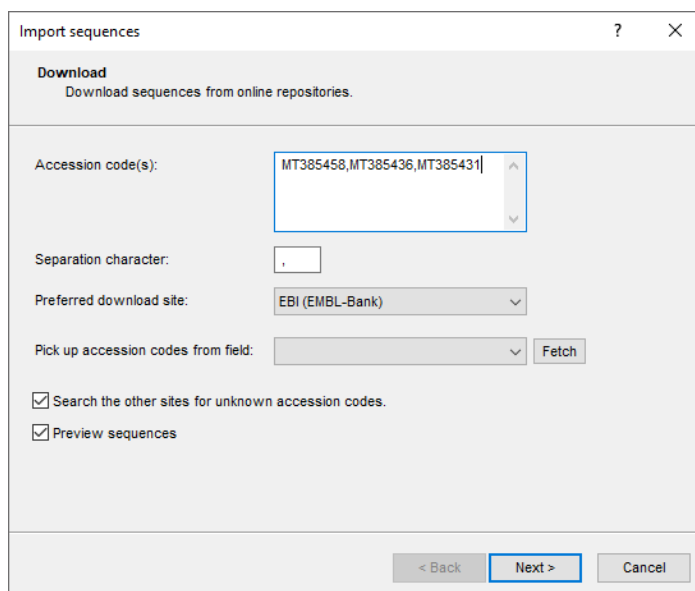 Import sequences
Download
Download sequences from online repositories.
Accession code(s):
MT385458,MT385436,MT385431
Separation character:
,
Preferred download site:
EBI (EMBL-Bank)
Pick up accession codes from field:
Fetch
Search the other sites for unknown accession codes.
Preview sequences
< Back
Next >
Cancel